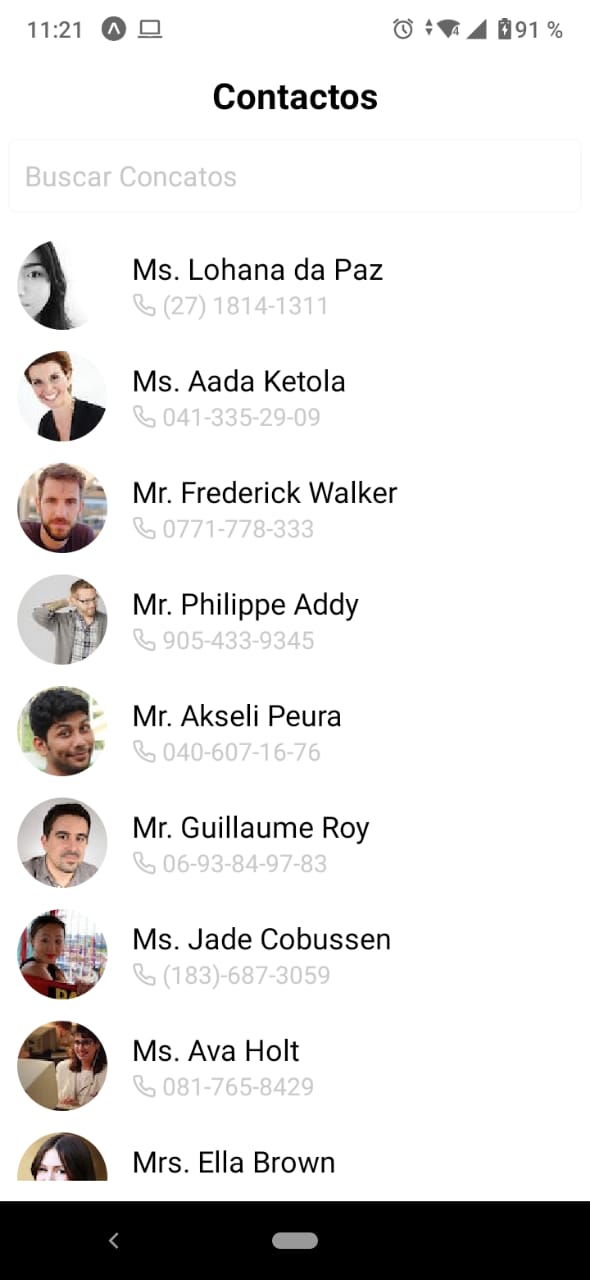 11:21
4
91 %
Contactos
Buscar Concatos
Ms. Lohana da Paz
(27) 1814-1311
Ms. Aada Ketola
041-335-29-09
Mr. Frederick Walker
0771-778-333
Mr. Philippe Addy
905-433-9345
Mr. Akseli Peura
040-607-16-76
Mr. Guillaume Roy
06-93-84-97-83
Ms. Jade Cobussen
(183)-687-3059
Ms. Ava Holt
081-765-8429
Mrs. Ella Brown